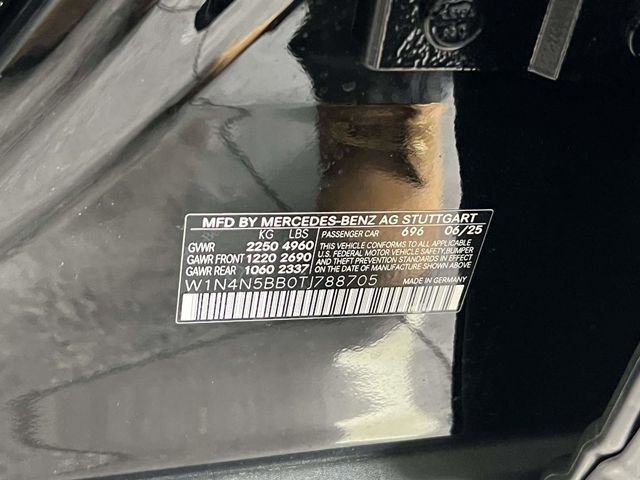 MFD BY MERCEDES-BENZ AG STUTTGART
KG LBS PASSENGER CAR 696 06/25
GVWR 2250 4960 THIS VEHICLE CONFORMS TO ALL APPLICABLE
GAWR FRONT 1220 2690 U.S. FEDERAL MOTOR VEHICLE SAFETY,BUMPER
GAWR REAR 1060 2337 AND THEFT PREVENTION STANDARDS IN EFFECT
ON THE DATE OF MANUFACTURE SHOWN ABOVE
W1N4N5BB0TJ788705 MADE IN GERMANY